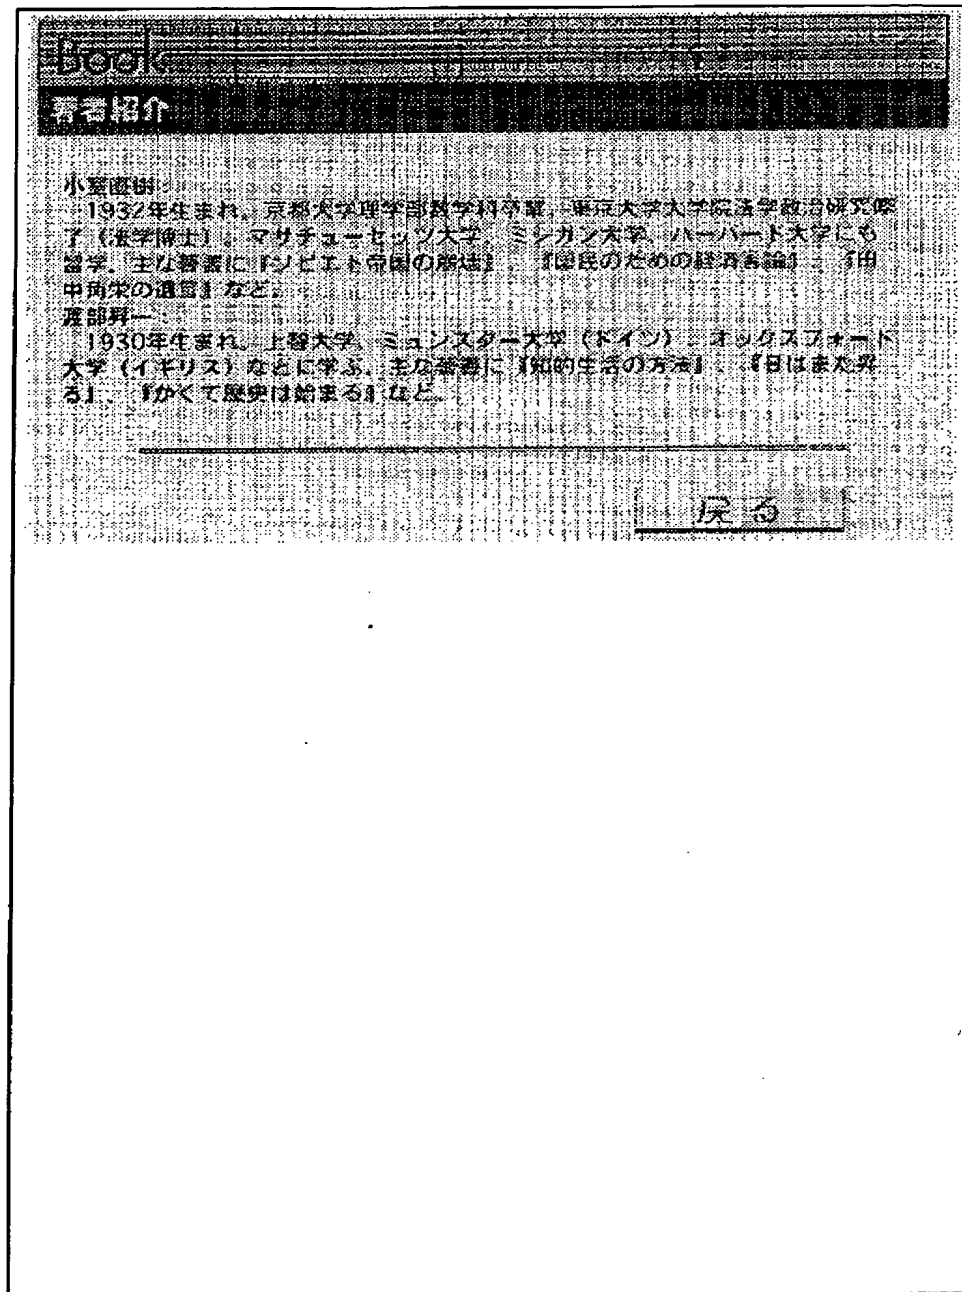 Book
著者紹介
小室直樹
1932年生まれ。京都大学理学部数学科卒業、東京大学大学院法学政治研究修
了（法学博士）。マサチューセッツ大学、ミシガン大学、ハーバード大学にも
留学。主な著書に『ソビエト帝国の崩壊』、『国民のための経済原論』、『田
中角栄の遺言』など。
渡部昇一
1930年生まれ。上智大学、ミュンスター大学（ドイツ）、オックスフォード
大学（イギリス）などに学ぶ。主な著書に『知的生活の方法』、『日はまた昇
る』、『かくて歴史は始まる』など。
戻る